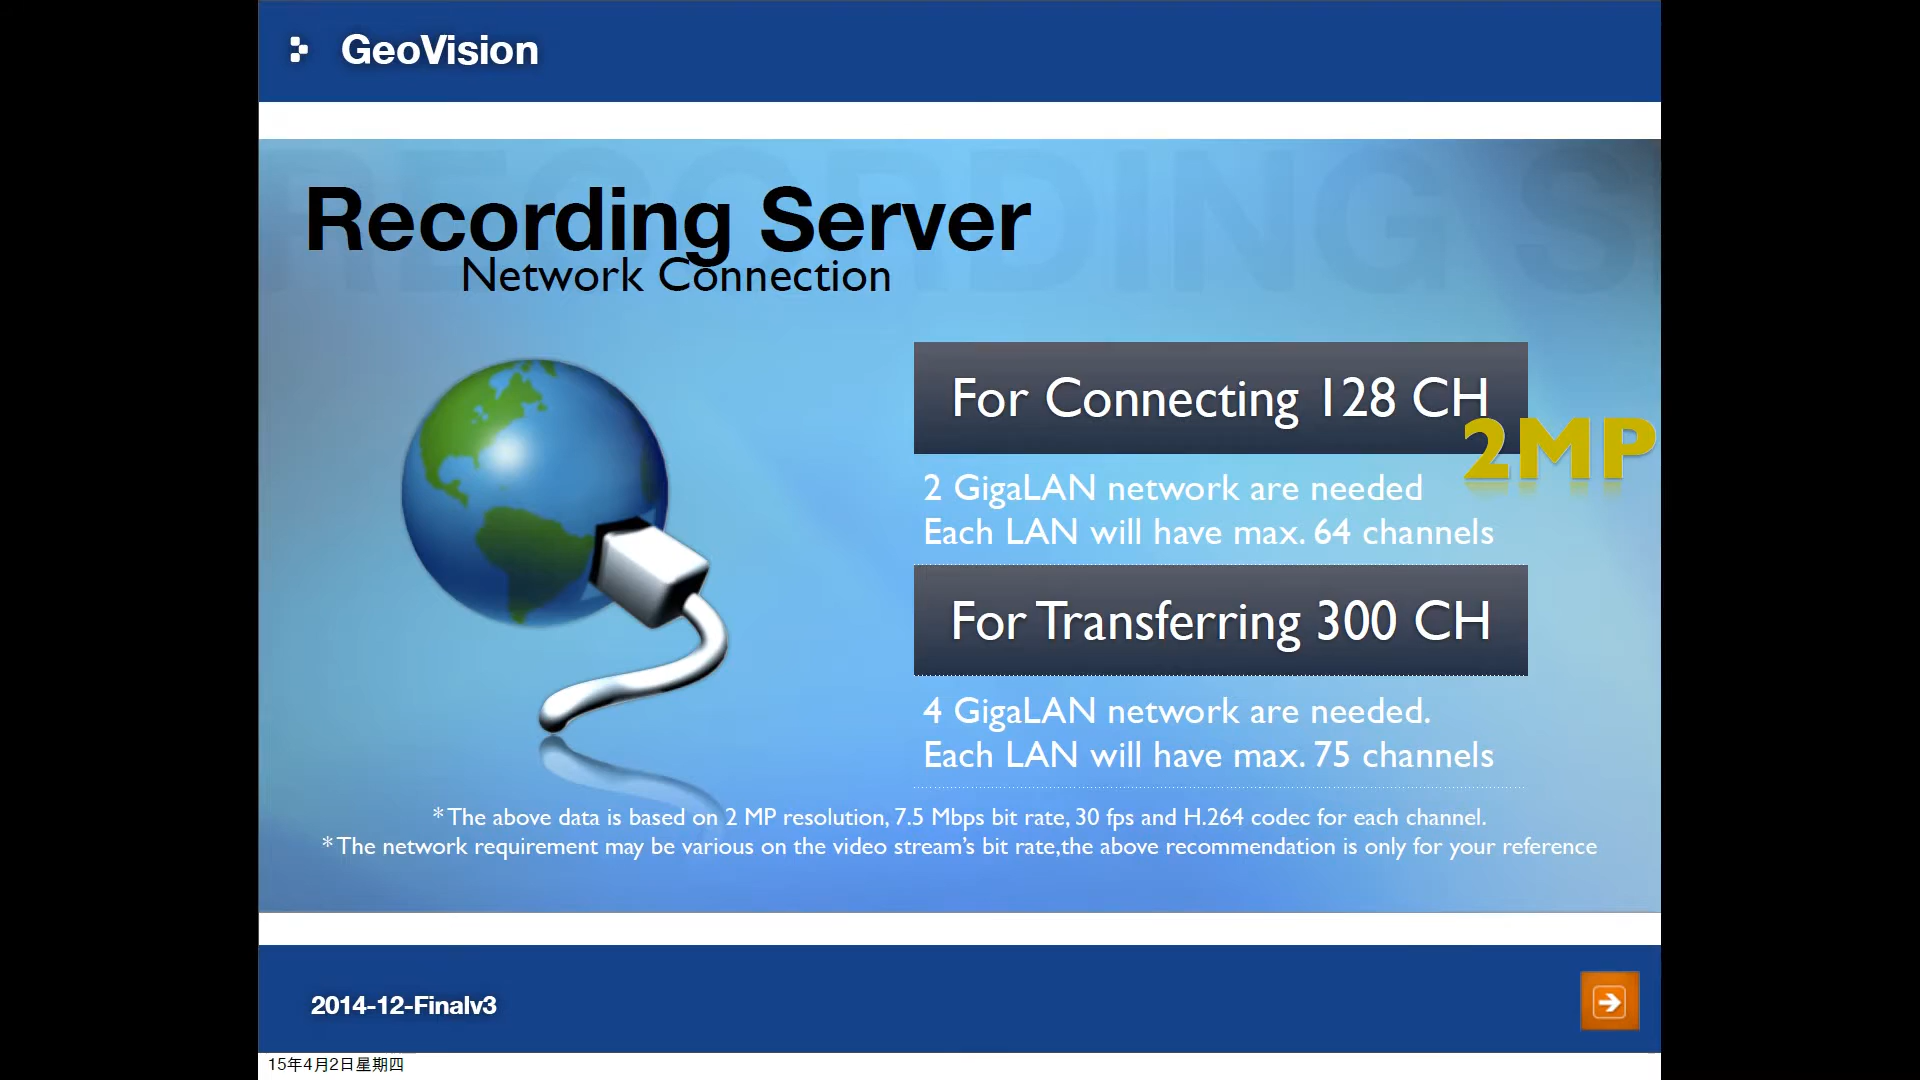 GeoVision
RECORDING S
Recording Server
Network Connection
For Connecting 128 CH
2MP
2 GigaLAN network are needed
Each LAN will have max. 64 channels
For Transferring 300 CH
4 GigaLAN network are needed.
Each LAN will have max. 75 channels
* The above data is based on 2 MP resolution, 7.5 Mbps bit rate, 30 fps and H.264 codec for each channel.
* The network requirement may be various on the video stream's bit rate,the above recommendation is only for your reference
2014-12-Finalv3
15年4月2日星期四